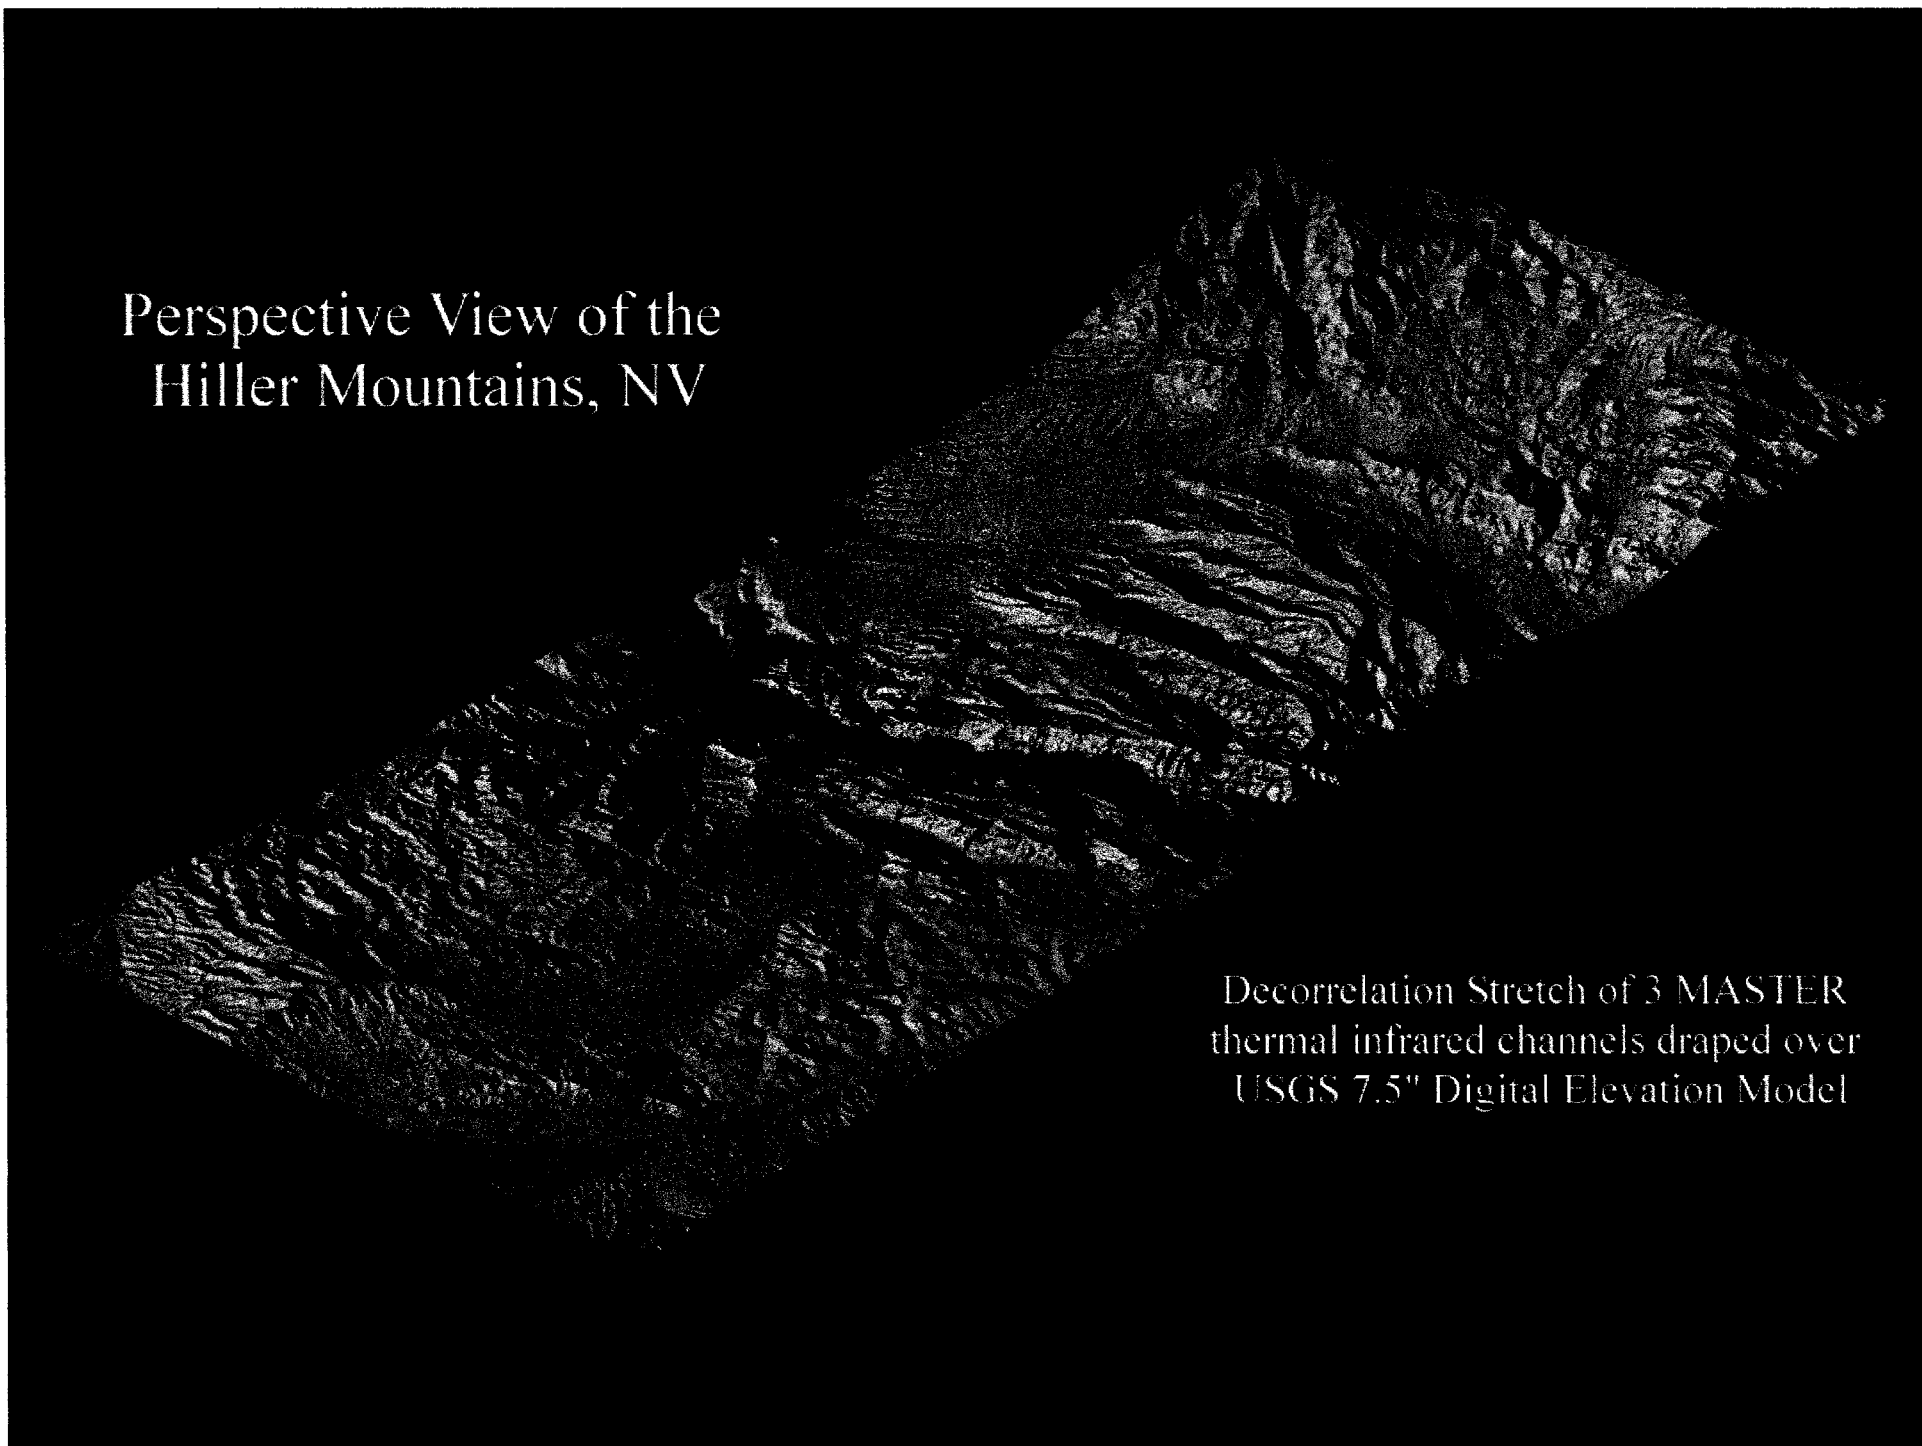 Perspective View of the
Hiller Mountains, NV
Decorrelation Stretch of 3 MASTER
thermal infrared channels draped over
USGS 7.5" Digital Elevation Model